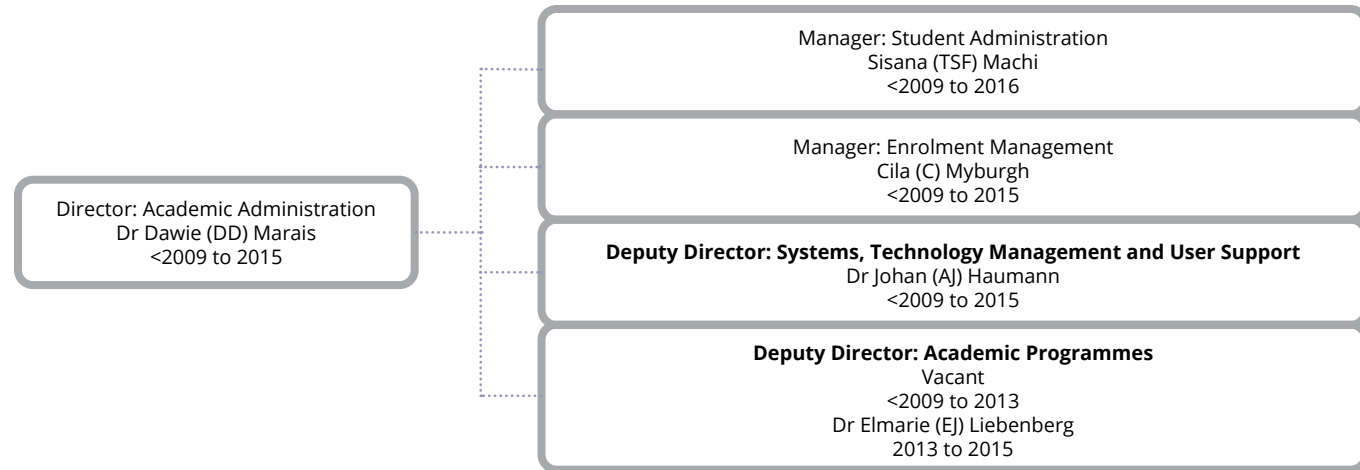 Director: Academic Administration
Dr Dawie (DD) Marais
<2009 to 2015
Manager: Student Administration
Sisana (TSF) Machi
<2009 to 2016
Manager: Enrolment Management
Cila (C) Myburgh
<2009 to 2015
Deputy Director: Systems, Technology Management and User Support
Dr Johan (AJ) Haumann
<2009 to 2015
Deputy Director: Academic Programmes
Vacant
<2009 to 2013
Dr Elmarie (EJ) Liebenberg
2013 to 2015